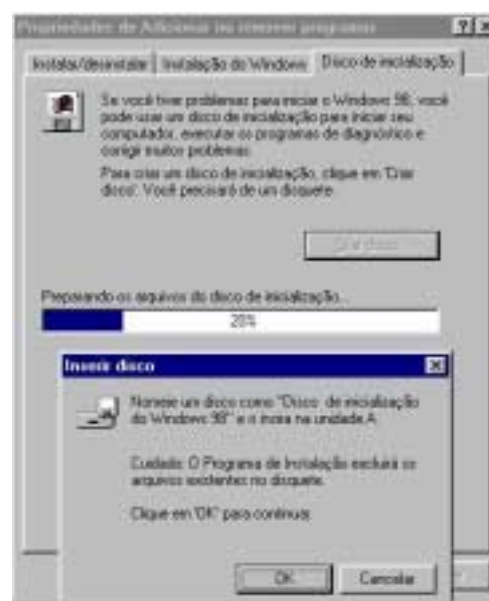 Propriedades de Adicionar ou remover programas
Instalar/desinstalar Instalação do Windows Disco de inicialização
Se você tiver problemas para iniciar o Windows 98, você
pode usar um disco de inicialização para iniciar seu
computador, executar os programas de diagnóstico e
corrigir muitos problemas.
Para criar um disco de inicialização, clique em 'Criar
disco'. Você precisará de um disquete.
Criar disco...
Preparando os arquivos do disco de inicialização...
20%
Inserir disco
Nomeie um disco como "Disco de inicialização
do Windows 98" e o insira na unidade A.
Cuidado: O Programa de Instalação excluirá os
arquivos existentes no disquete.
Clique em 'OK' para continuar.
OK Cancelar